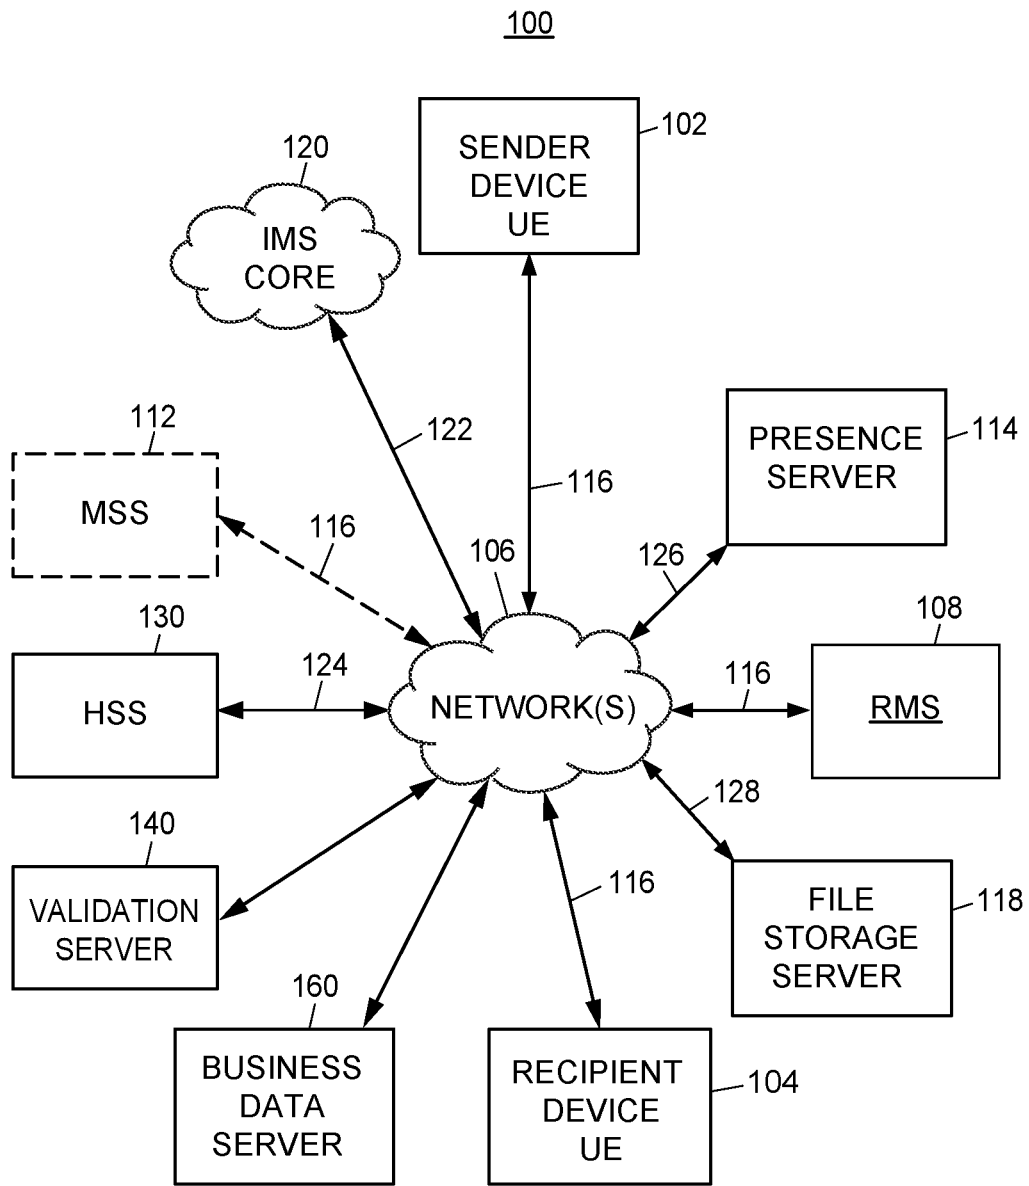 100
102
SENDER
DEVICE
UE
120
IMS
CORE
112
MSS
122
116
PRESENCE
SERVER
114
116
106
126
130
HSS
124
NETWORK(S)
116
108
RMS
128
140
VALIDATION
SERVER
116
FILE
STORAGE
SERVER
118
160
BUSINESS
DATA
SERVER
RECIPIENT
DEVICE
UE
104